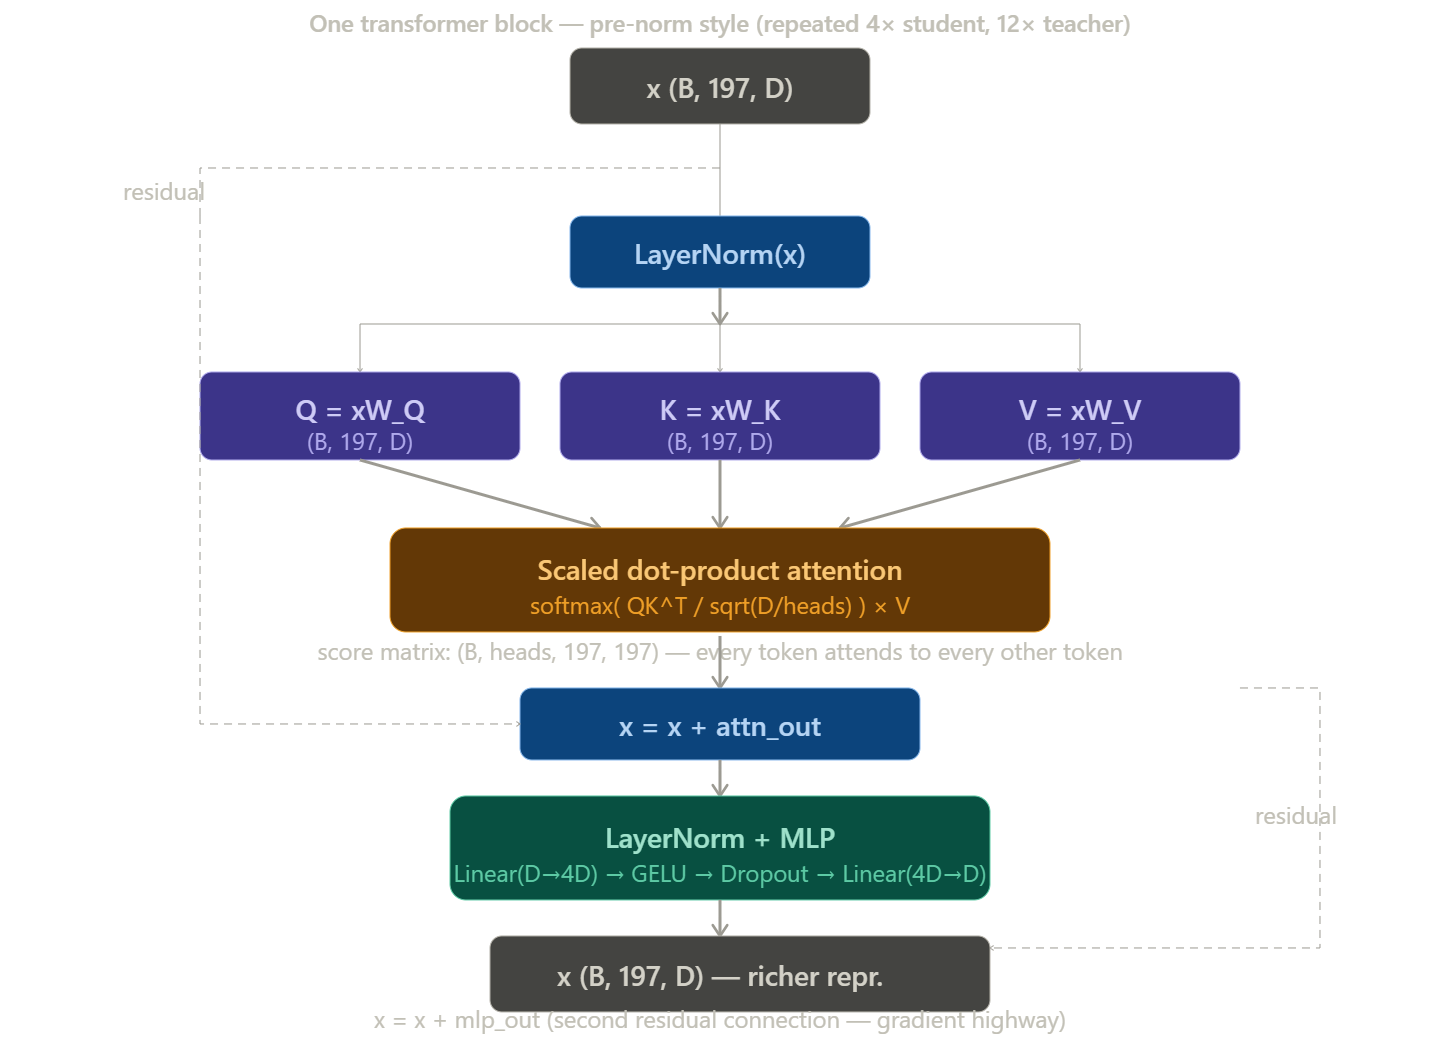 One transformer block — pre-norm style (repeated 4× student, 12× teacher)
x (B, 197, D)
residual
LayerNorm(x)
Q = xW_Q
(B, 197, D)
K = xW_K
(B, 197, D)
V = xW_V
(B, 197, D)
Scaled dot-product attention
softmax( QK^T / sqrt(D/heads) ) × V
score matrix: (B, heads, 197, 197) — every token attends to every other token
x = x + attn_out
residual
LayerNorm + MLP
Linear(D→4D) → GELU → Dropout → Linear(4D→D)
x (B, 197, D) — richer repr.
x = x + mlp_out (second residual connection — gradient highway)